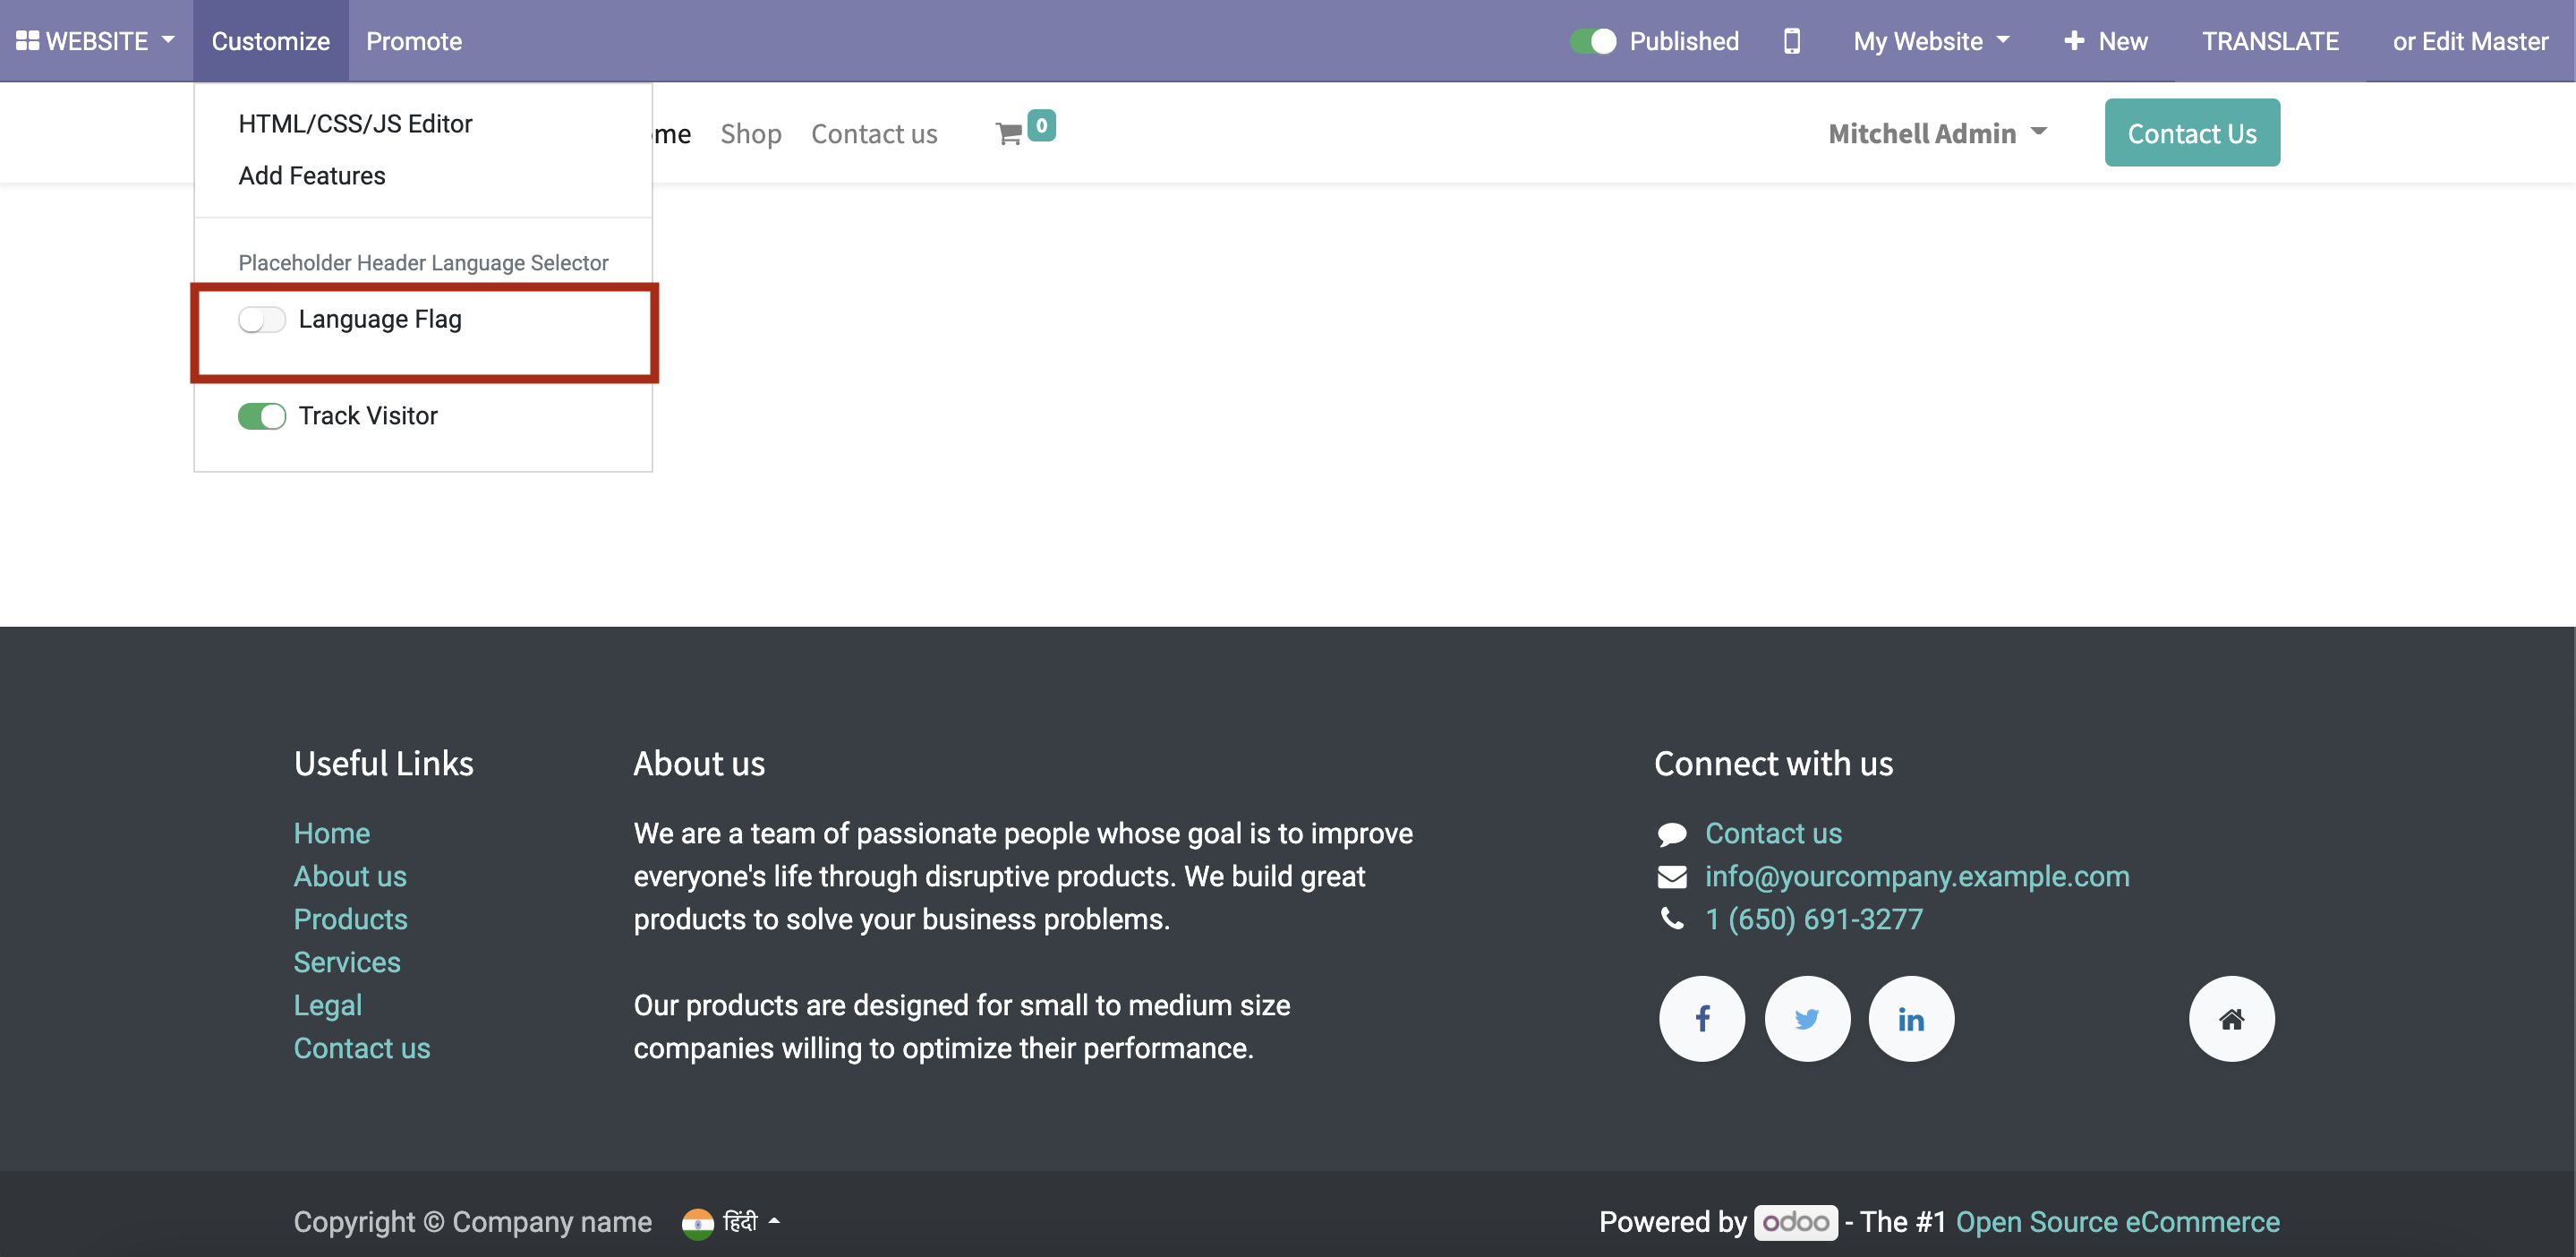 WEBSITE Customize Promote Published My Website New TRANSLATE or Edit Master
HTML/CSS/JS Editor
Add Features
Placeholder Header Language Selector
Language Flag
Track Visitor
me Shop Contact us 0 Mitchell Admin Contact Us
Useful Links
Home
About us
Products
Services
Legal
Contact us
About us
We are a team of passionate people whose goal is to improve
everyone's life through disruptive products. We build great
products to solve your business problems.
Our products are designed for small to medium size
companies willing to optimize their performance.
Connect with us
Contact us
info@yourcompany.example.com
1 (650) 691-3277
Copyright © Company name हिंदी
Powered by odoo - The #1 Open Source eCommerce